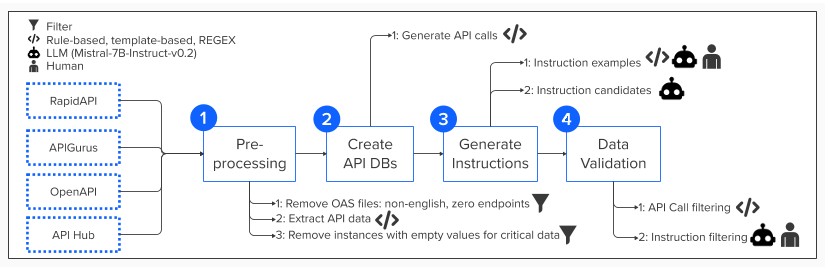 Filter
Rule-based, template-based, REGEX
LLM (Mistral-7B-Instruct-v0.2)
Human
RapidAPI
APIGurus
OpenAPI
API Hub
1
Pre-
processing
1: Remove OAS files: non-english, zero endpoints
2: Extract API data
3: Remove instances with empty values for critical data
2
Create
API DBs
1: Generate API calls
3
Generate
Instructions
1: Instruction examples
2: Instruction candidates
4
Data
Validation
1: API Call filtering
2: Instruction filtering